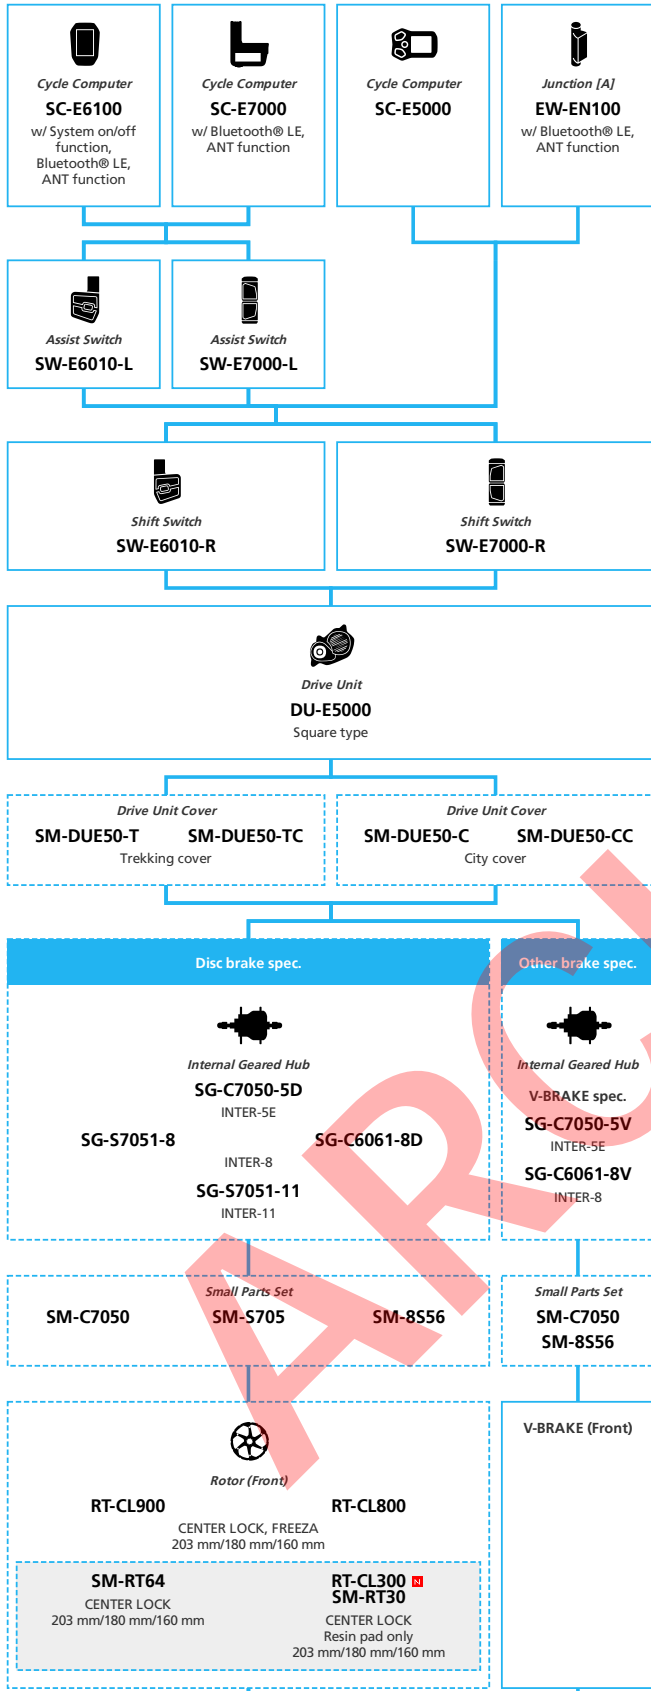 Cycle Computer
SC-E6100
w/ System on/off
function,
Bluetooth® LE,
ANT function
Cycle Computer
SC-E7000
w/ Bluetooth® LE,
ANT function
Cycle Computer
SC-E5000
Junction [A]
EW-EN100
w/ Bluetooth® LE,
ANT function
Assist Switch
SW-E6010-L
Assist Switch
SW-E7000-L
Shift Switch
SW-E6010-R
Shift Switch
SW-E7000-R
Drive Unit
DU-E5000
Square type
Drive Unit Cover
SM-DUE50-T SM-DUE50-TC
Trekking cover
Drive Unit Cover
SM-DUE50-C SM-DUE50-CC
City cover
Disc brake spec.
Internal Geared Hub
SG-C7050-5D
INTER-5E
SG-S7051-8 SG-C6061-8D
INTER-8
SG-S7051-11
INTER-11
Other brake spec.
Internal Geared Hub
V-BRAKE spec.
SG-C7050-5V
INTER-5E
SG-C6061-8V
INTER-8
Small Parts Set
SM-C7050 SM-S705 SM-8S56
Small Parts Set
SM-C7050
SM-8S56
Rotor (Front)
RT-CL900 RT-CL800
CENTER LOCK, FREEZA
203 mm/180 mm/160 mm
SM-RT64
CENTER LOCK
203 mm/180 mm/160 mm
RT-CL300 N
SM-RT30
CENTER LOCK
Resin pad only
203 mm/180 mm/160 mm
V-BRAKE (Front)